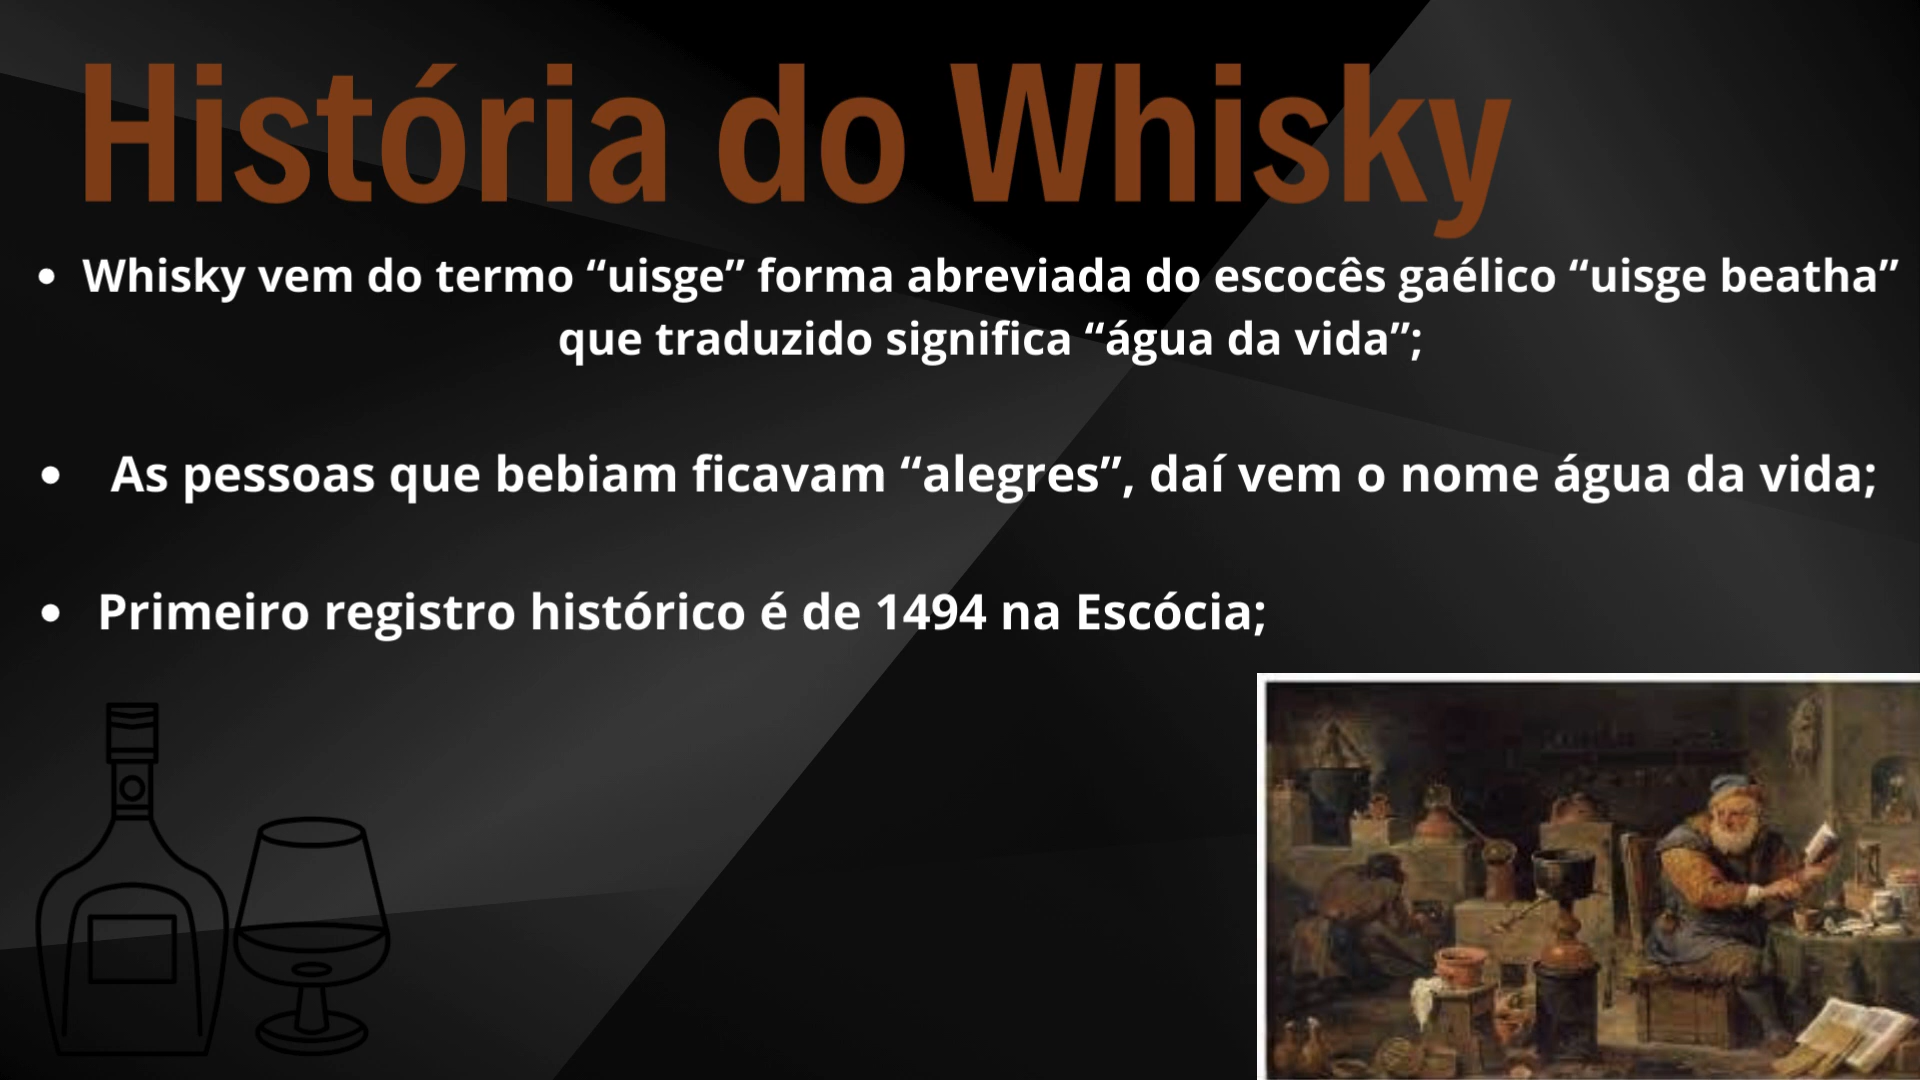 História do Whisky
• Whisky vem do termo “uisge” forma abreviada do escocês gaélico “uisge beatha”
que traduzido significa “água da vida”;
• As pessoas que bebiam ficavam “alegres”, daí vem o nome água da vida;
• Primeiro registro histórico é de 1494 na Escócia;